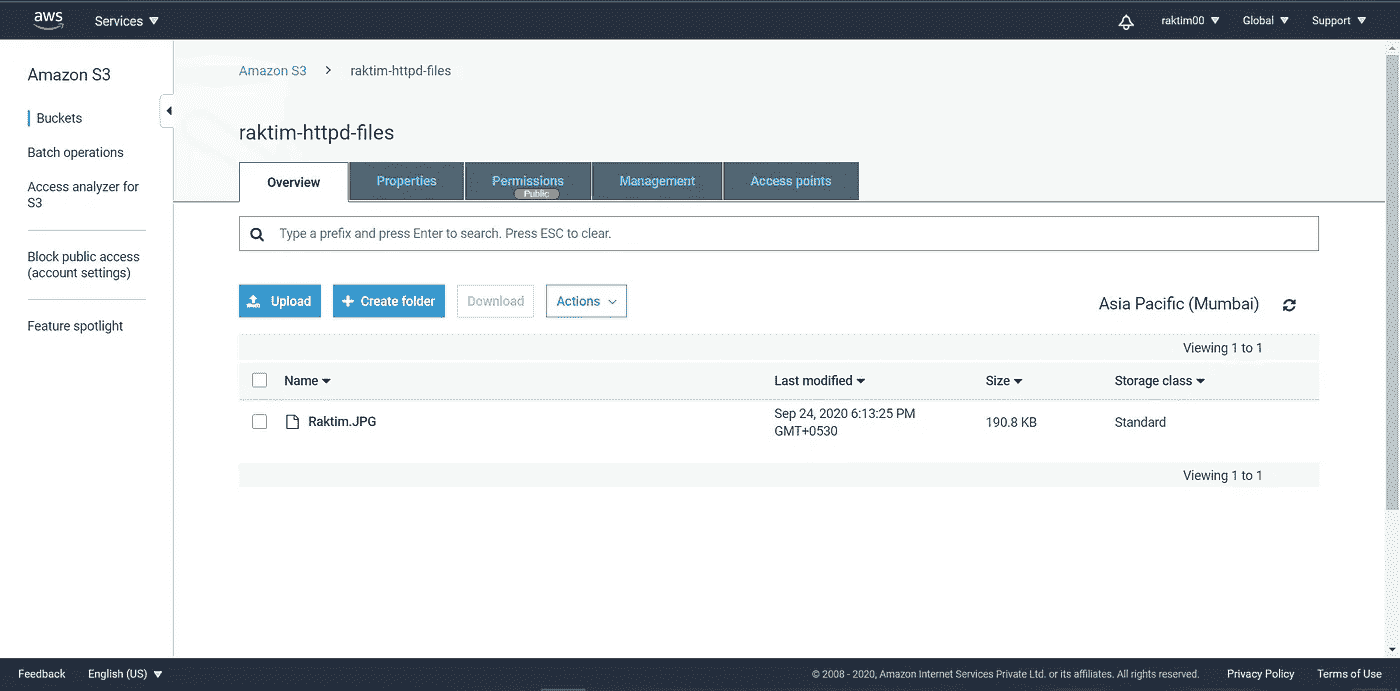 aws
Services
raktim00
Global
Support
Amazon S3
Buckets
Batch operations
Access analyzer for
S3
Block public access
(account settings)
Feature spotlight
Amazon S3 > raktim-httpd-files
raktim-httpd-files
Overview
Properties
Permissions
Public
Management
Access points
Type a prefix and press Enter to search. Press ESC to clear.
Upload
Create folder
Download
Actions
Asia Pacific (Mumbai)
Viewing 1 to 1
Name
Last modified
Size
Storage class
Raktim.JPG
Sep 24, 2020 6:13:25 PM
GMT+0530
190.8 KB
Standard
Viewing 1 to 1
Feedback
English (US)
© 2008 - 2020, Amazon Internet Services Private Ltd. or its affiliates. All rights reserved.
Privacy Policy
Terms of Use